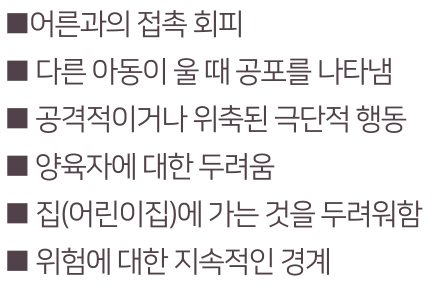 ■어른과의 접촉 회피
■ 다른 아동이 울 때 공포를 나타냄
■ 공격적이거나 위축된 극단적 행동
■ 양육자에 대한 두려움
■ 집(어린이집)에 가는 것을 두려워함
■ 위험에 대한 지속적인 경계